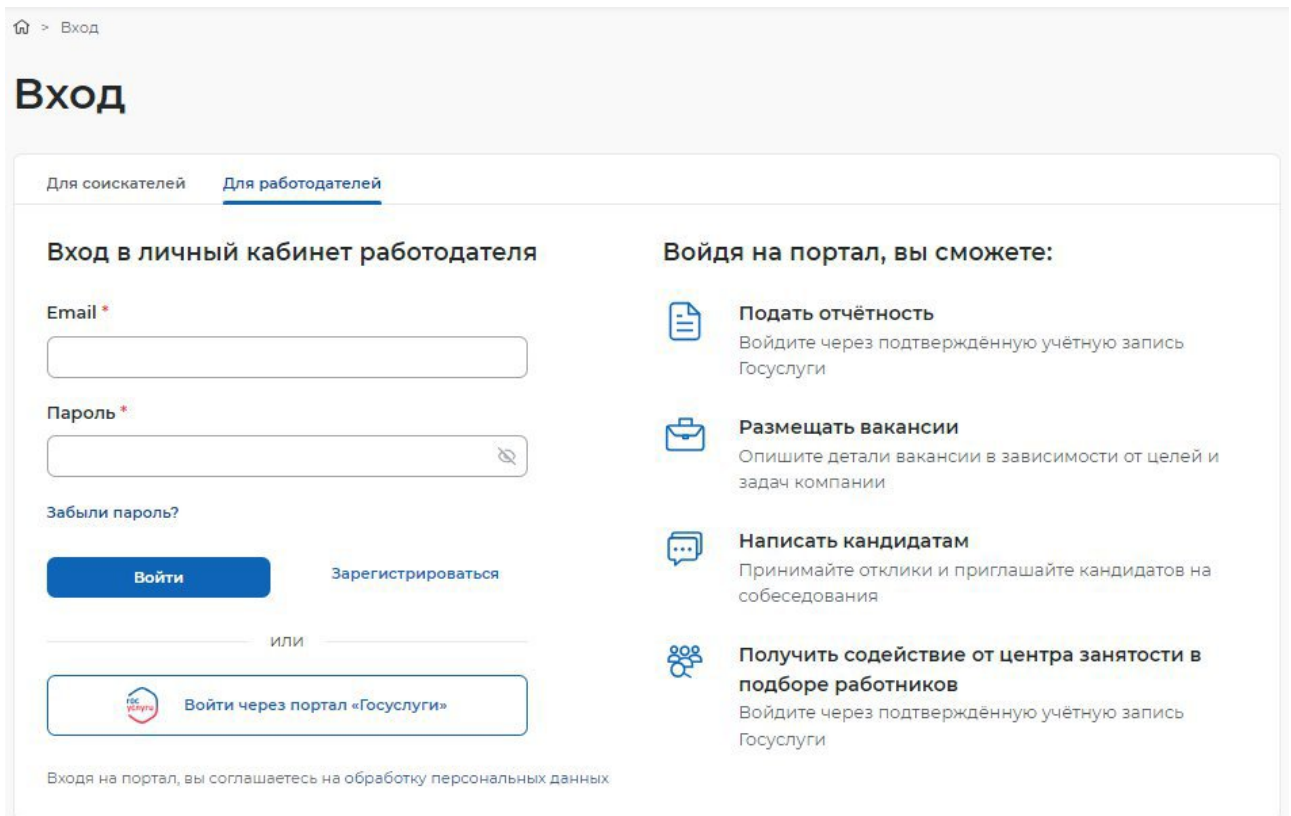 > Вход
Вход
Для соискателей Для работодателей
Вход в личный кабинет работодателя
Email *
Пароль *
Забыли пароль?
Войти Зарегистрироваться
или
гос
услуги
Войти через портал «Госуслуги»
Входя на портал, вы соглашаетесь на обработку персональных данных
Войдя на портал, вы сможете:
Подать отчётность
Войдите через подтверждённую учётную запись
Госуслуги
Размещать вакансии
Опишите детали вакансии в зависимости от целей и
задач компании
Написать кандидатам
Принимайте отклики и приглашайте кандидатов на
собеседования
Получить содействие от центра занятости в
подборе работников
Войдите через подтверждённую учётную запись
Госуслуги